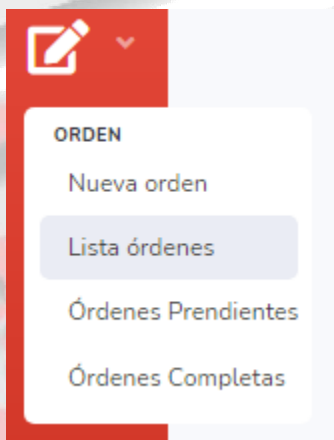 ORDEN
Nueva orden
Lista órdenes
Órdenes Prendientes
Órdenes Completas